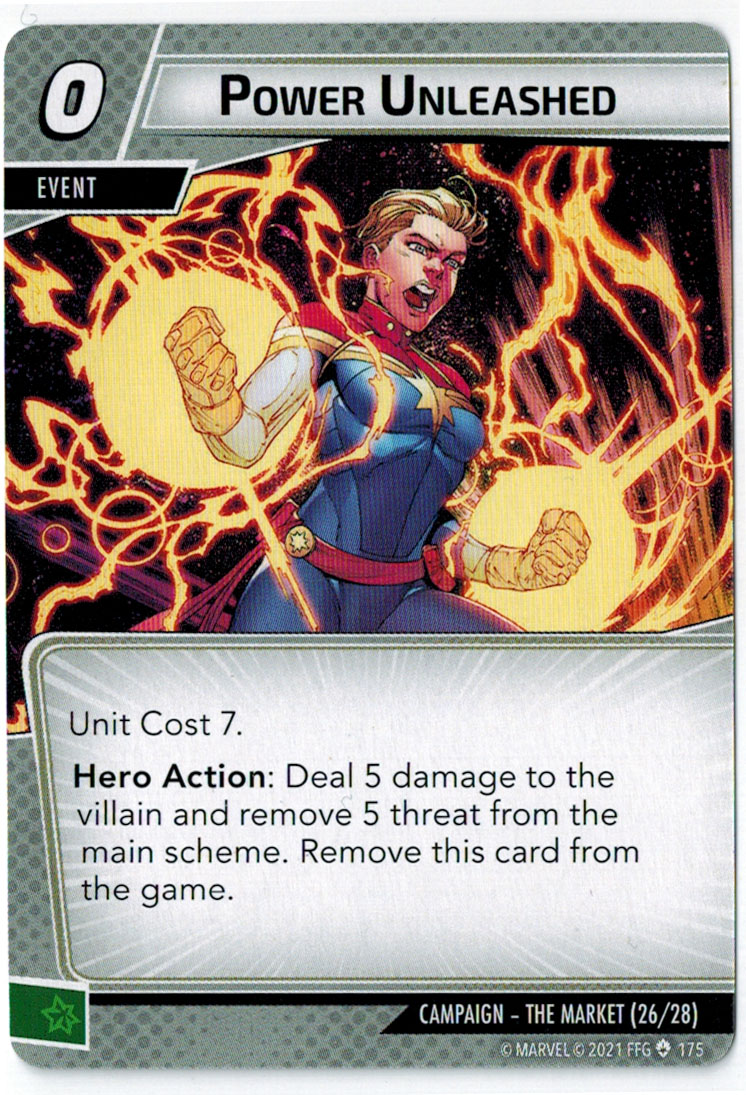 0
POWER UNLEASHED
EVENT
Unit Cost 7.
Hero Action: Deal 5 damage to the
villain and remove 5 threat from the
main scheme. Remove this card from
the game.
CAMPAIGN – THE MARKET (26/28)
© MARVEL © 2021 FFG 175